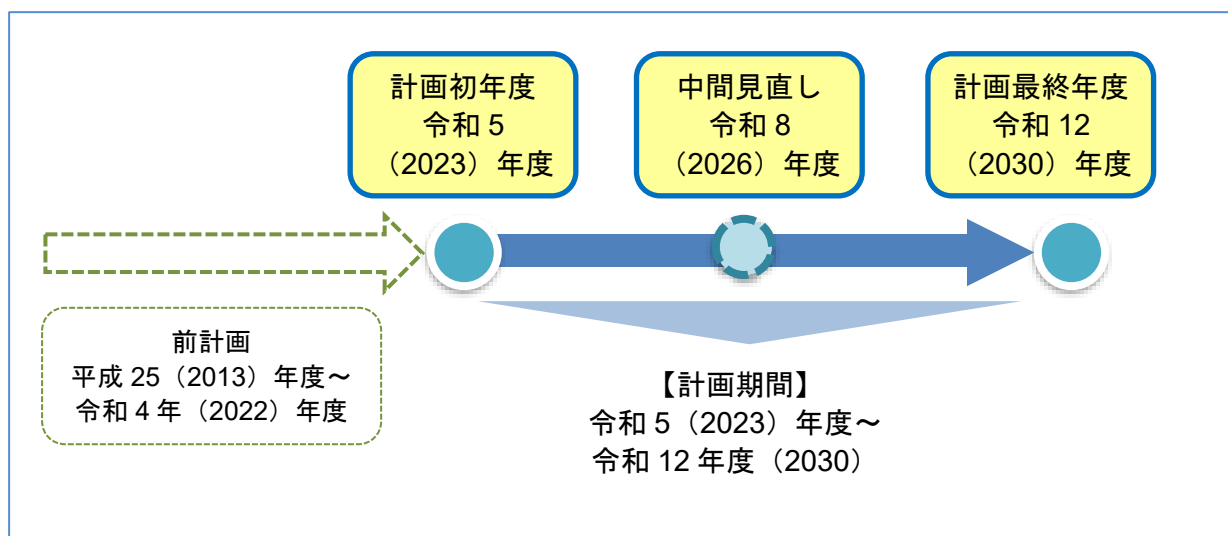 計画初年度
令和 5
（2023）年度
中間見直し
令和 8
（2026）年度
計画最終年度
令和 12
（2030）年度
前計画
平成 25（2013）年度～
令和 4 年（2022）年度
【計画期間】
令和 5（2023）年度～
令和 12 年度（2030）